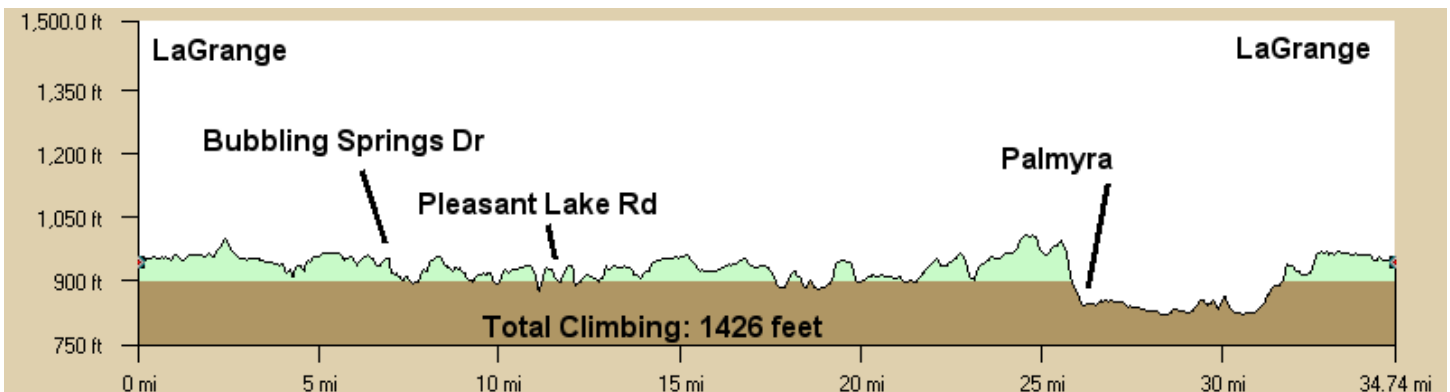 1,500.0 ft
LaGrange
LaGrange
1,350 ft
Bubbling Springs Dr
1,200 ft
Palmyra
Pleasant Lake Rd
1,050 ft
900 ft
Total Climbing: 1426 feet
750 ft
0 mi
5 mi
10 mi
15 mi
20 mi
25 mi
30 mi
34.74 mi